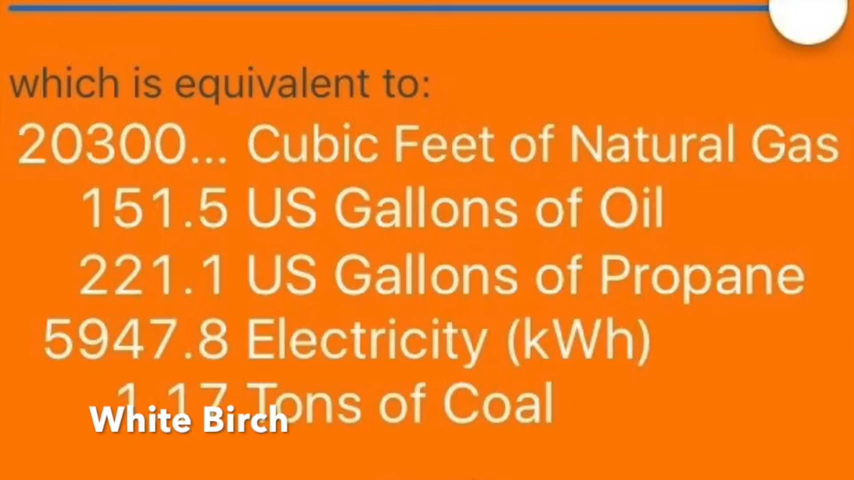 which is equivalent to:
20300... Cubic Feet of Natural Gas
151.5 US Gallons of Oil
221.1 US Gallons of Propane
5947.8 Electricity (kWh)
1.17 Tons of Coal
White Birch